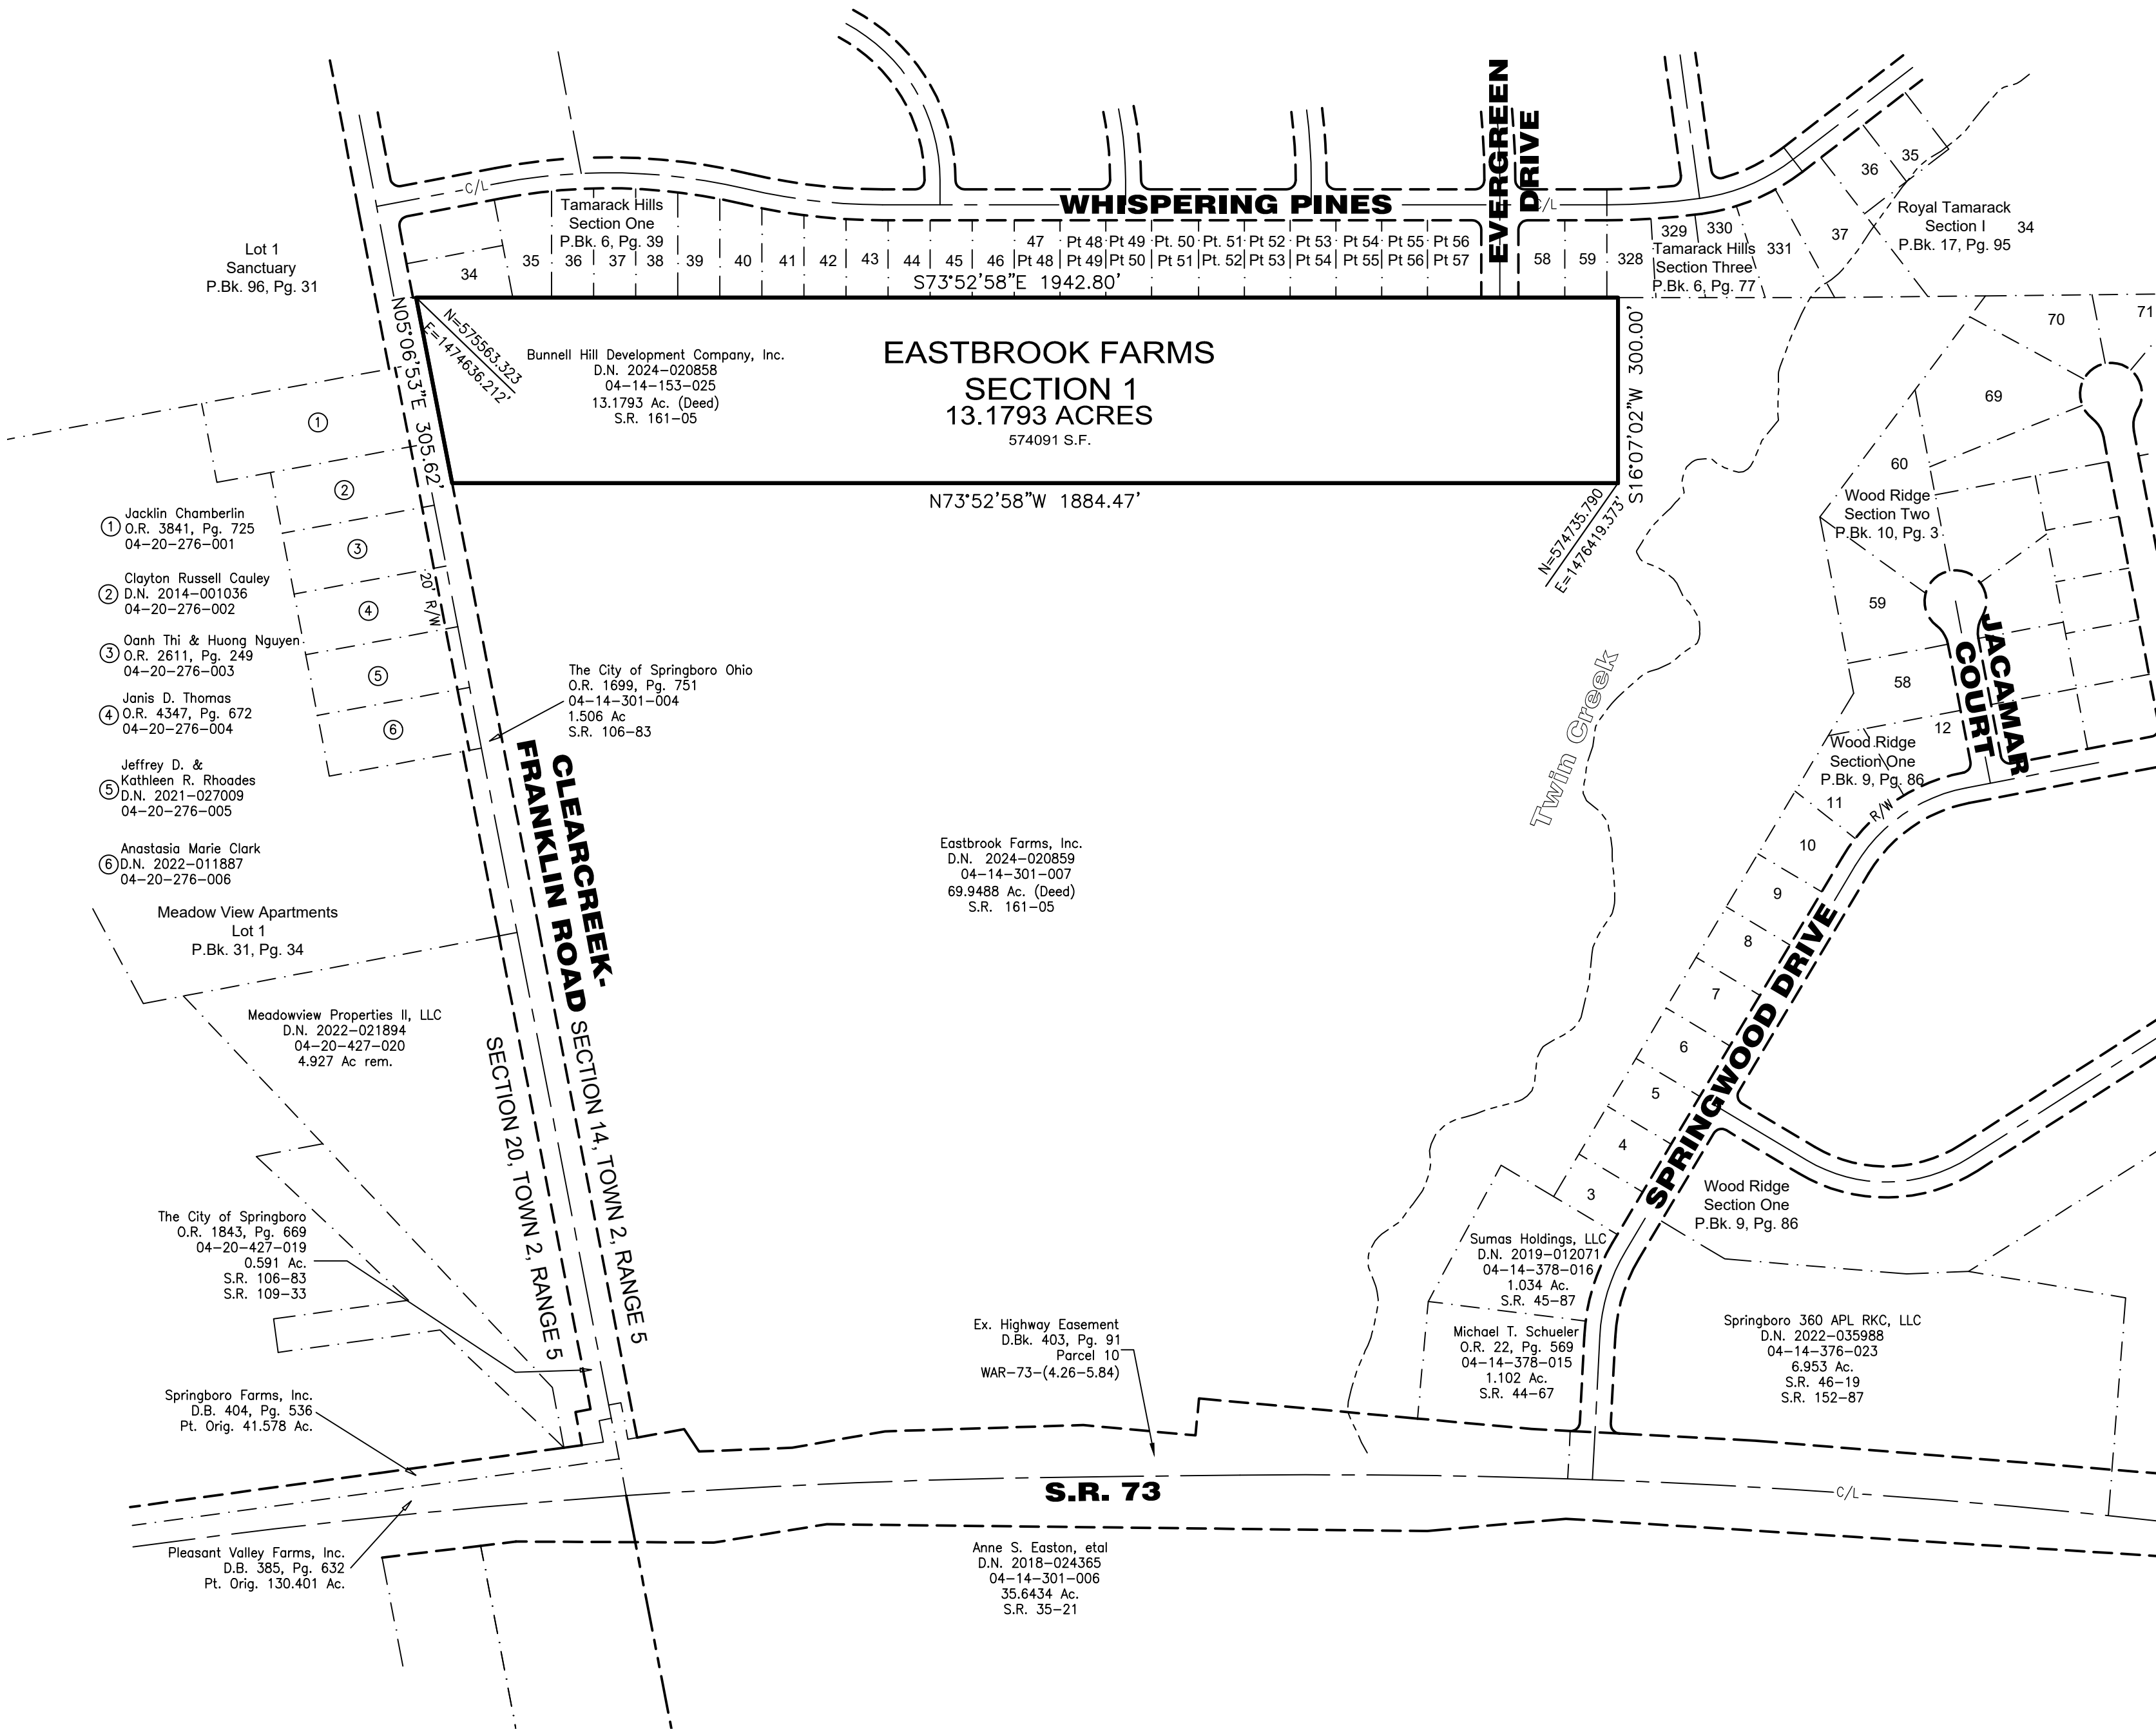 EVERGREEN
DRIVE
C/L
WHISPERING PINES
C/L
Lot 1
Sanctuary
P.Bk. 96, Pg. 31
Tamarack Hills
Section One
P.Bk. 6, Pg. 39
34
35
36
37
38
39
40
41
42
43
44
45
46
47 Pt 48 Pt 49 Pt. 50 Pt. 51 Pt 52 Pt 53 Pt 54 Pt 55 Pt 56
Pt 48 Pt 49 Pt 50 Pt 51 Pt. 52 Pt 53 Pt 54 Pt 55 Pt 56 Pt 57
58
59
328
329
330
331
Tamarack Hills
Section Three
P.Bk. 6, Pg. 77
37
36
35
Royal Tamarack
Section I
P.Bk. 17, Pg. 95
34
S73°52'58"E 1942.80'
N05°06'53"E 305.62'
N=575563.323
E=1474636.212'
Bunnell Hill Development Company, Inc.
D.N. 2024-020858
04-14-153-025
13.1793 Ac. (Deed)
S.R. 161-05
EASTBROOK FARMS
SECTION 1
13.1793 ACRES
574091 S.F.
S16°07'02"W 300.00'
N73°52'58"W 1884.47'
N=574735.790
E=1476419.373'
70
71
69
60
Wood Ridge
Section Two
P.Bk. 10, Pg. 3
59
58
12
JACAMAR
COURT
Wood Ridge
Section One
P.Bk. 9, Pg. 86
11
R/W
10
9
8
7
6
5
4
3
SPRINGWOOD DRIVE
Twin Creek
1
2
3
4
5
6
20' R/W
1 Jacklin Chamberlin
O.R. 3841, Pg. 725
04-20-276-001
2 Clayton Russell Cauley
D.N. 2014-001036
04-20-276-002
3 Oanh Thi & Huong Nguyen
O.R. 2611, Pg. 249
04-20-276-003
4 Janis D. Thomas
O.R. 4347, Pg. 672
04-20-276-004
5 Jeffrey D. &
Kathleen R. Rhoades
D.N. 2021-027009
04-20-276-005
6 Anastasia Marie Clark
D.N. 2022-011887
04-20-276-006
The City of Springboro Ohio
O.R. 1699, Pg. 751
04-14-301-004
1.506 Ac
S.R. 106-83
CLEARCREEK-
FRANKLIN ROAD
Eastbrook Farms, Inc.
D.N. 2024-020859
04-14-301-007
69.9488 Ac. (Deed)
S.R. 161-05
Meadow View Apartments
Lot 1
P.Bk. 31, Pg. 34
Meadowview Properties II, LLC
D.N. 2022-021894
04-20-427-020
4.927 Ac rem.
SECTION 20, TOWN 2, RANGE 5
SECTION 14, TOWN 2, RANGE 5
The City of Springboro
O.R. 1843, Pg. 669
04-20-427-019
0.591 Ac.
S.R. 106-83
S.R. 109-33
Wood Ridge
Section One
P.Bk. 9, Pg. 86
Sumas Holdings, LLC
D.N. 2019-012071
04-14-378-016
1.034 Ac.
S.R. 45-87
Michael T. Schueler
O.R. 22, Pg. 569
04-14-378-015
1.102 Ac.
S.R. 44-67
Springboro 360 APL RKC, LLC
D.N. 2022-035988
04-14-376-023
6.953 Ac.
S.R. 46-19
S.R. 152-87
Ex. Highway Easement
D.Bk. 403, Pg. 91
Parcel 10
WAR-73-(4.26-5.84)
Springboro Farms, Inc.
D.B. 404, Pg. 536
Pt. Orig. 41.578 Ac.
S.R. 73
C/L
Pleasant Valley Farms, Inc.
D.B. 385, Pg. 632
Pt. Orig. 130.401 Ac.
Anne S. Easton, etal
D.N. 2018-024365
04-14-301-006
35.6434 Ac.
S.R. 35-21